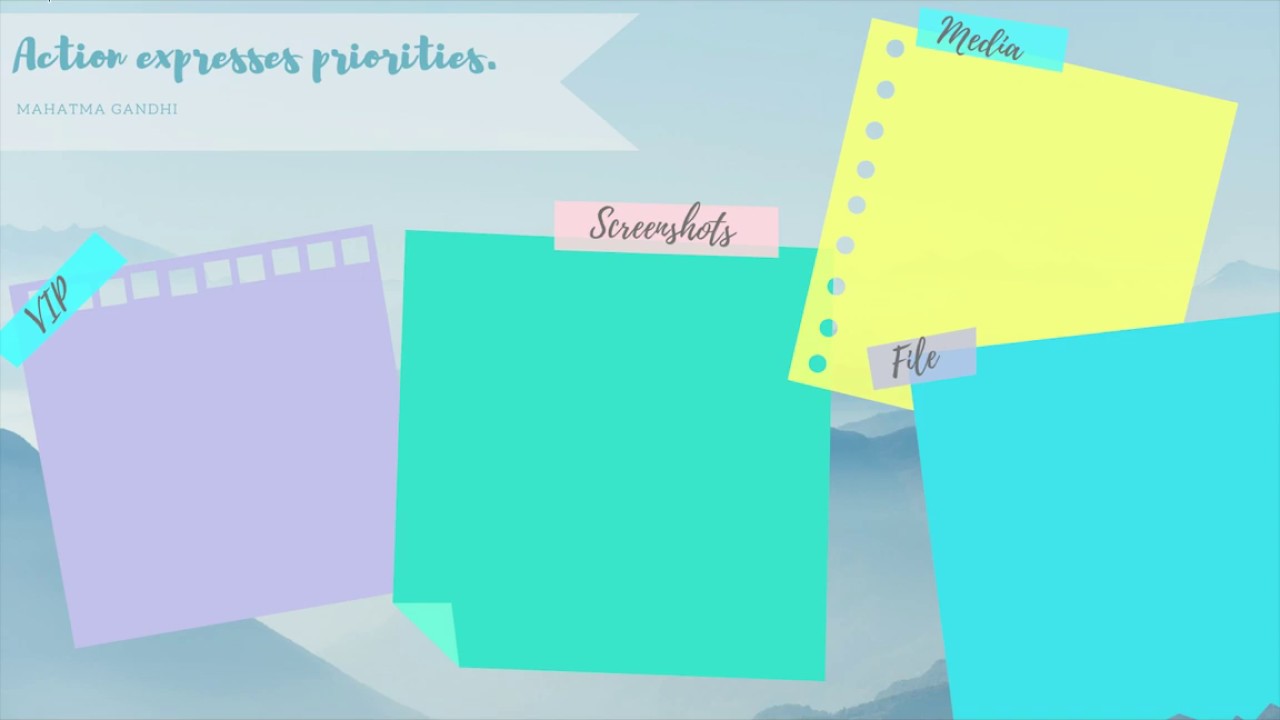 Action expresses priorities.
MAHATMA GANDHI
Media
Screenshots
VIP
File